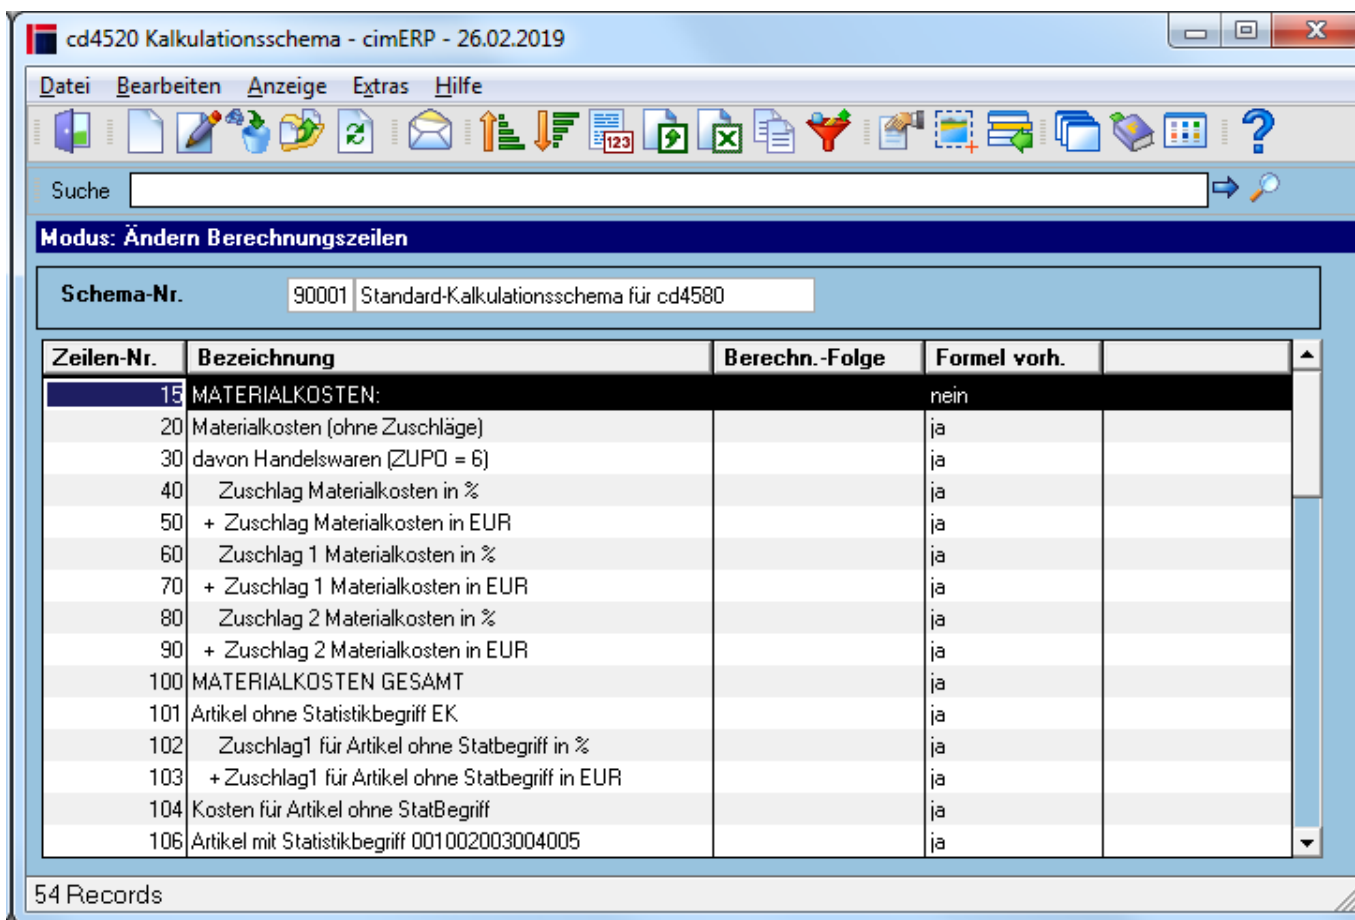 cd4520 Kalkulationsschema - cimERP - 26.02.2019
Datei Bearbeiten Anzeige Extras Hilfe
123
Suche
Modus: Ändern Berechnungszeilen
Schema-Nr. 90001 Standard-Kalkulationsschema für cd4580
Zeilen-Nr. Bezeichnung Berechn.-Folge Formel vorh.
15 MATERIALKOSTEN: nein
20 Materialkosten (ohne Zuschläge) ja
30 davon Handelswaren (ZUPO = 6) ja
40 Zuschlag Materialkosten in % ja
50 + Zuschlag Materialkosten in EUR ja
60 Zuschlag 1 Materialkosten in % ja
70 + Zuschlag 1 Materialkosten in EUR ja
80 Zuschlag 2 Materialkosten in % ja
90 + Zuschlag 2 Materialkosten in EUR ja
100 MATERIALKOSTEN GESAMT ja
101 Artikel ohne Statistikbegriff EK ja
102 Zuschlag1 für Artikel ohne Statbegriff in % ja
103 +Zuschlag1 für Artikel ohne Statbegriff in EUR ja
104 Kosten für Artikel ohne StatBegriff ja
106 Artikel mit Statistikbegriff 001002003004005 ja
54 Records